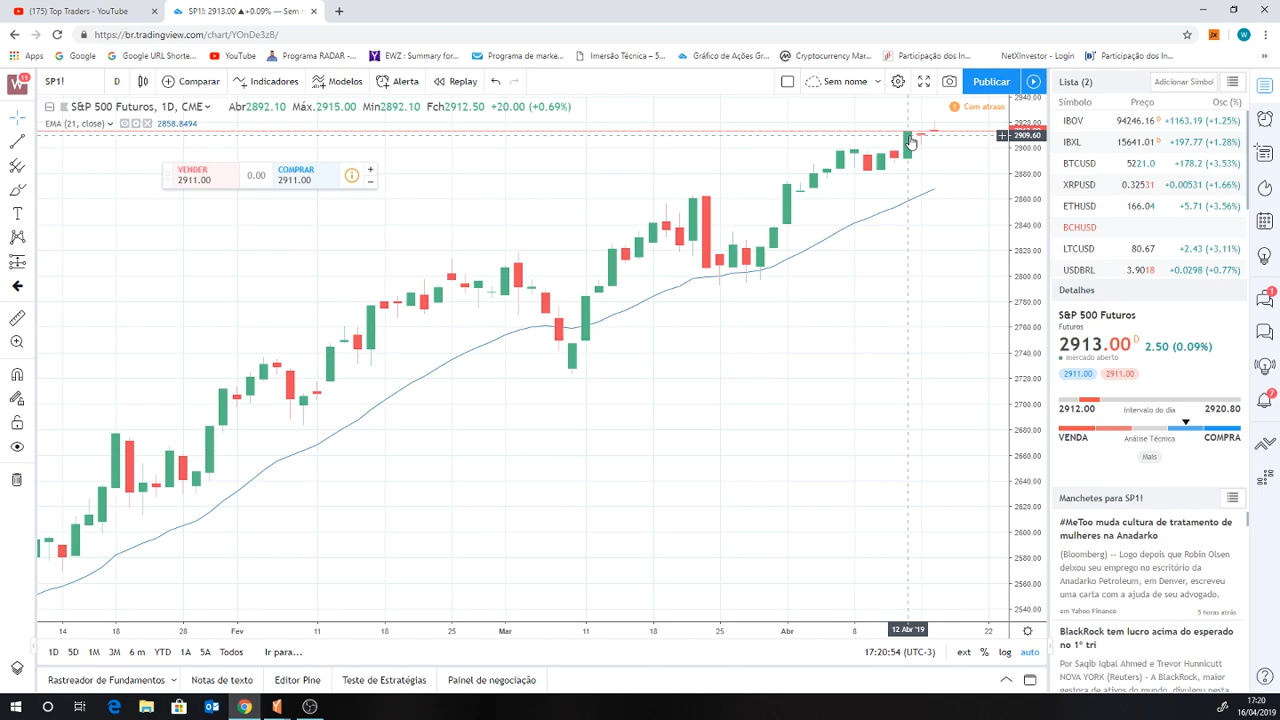 (175) Top Traders - YouTube
SP1!: 2913.00 ▲+0.09% — Sem n
https://br.tradingview.com/chart/YOnDe3zB/
Apps
Google
Google URL Shorte...
YouTube
Programa RADAR -...
EWZ : Summary for...
Programa de marke...
Imersão Técnica – 5...
Gráfico de Ações Gr...
Cryptocurrency Mar...
Participação dos In...
NetXInvestor - Login
Participação dos In...
»
11
SP1!
D
Comparar
Indicadores
Modelos
Alerta
Replay
Sem nome
Publicar
S&P 500 Futuros, 1D, CME
Abr2892.10 Máx.2915.00 Mín2892.10 Fch2912.50 +20.00 (+0.69%)
Com atraso
EMA (21, close)
2858.8494
VENDER
2911.00
0.00
COMPRAR
2911.00
2940.00
2920.00
2909.60
2900.00
2880.00
2860.00
2840.00
2820.00
2800.00
2780.00
2760.00
2740.00
2720.00
2700.00
2680.00
2660.00
2640.00
2620.00
2600.00
2580.00
2560.00
2540.00
14
18
28
Fev
11
18
25
Mar
11
18
25
Abr
8
12 Abr '19
22
1D 5D 1M 3M 6 m YTD 1A 5A Todos
Ir para...
17:20:54 (UTC-3)
ext % log auto
Rastreador de Fundamentos
Notas de texto
Editor Pine
Teste de Estratégias
Painel de negociação
Lista (2)
Adicionar Símbol
Símbolo Preço Osc (%)
IBOV 94246.16 D +1163.19 (+1.25%)
IBXL 15641.01 D +197.77 (+1.28%)
BTCUSD 5221.0 +178.2 (+3.53%)
XRPUSD 0.32531 +0.00531 (+1.66%)
ETHUSD 166.04 +5.71 (+3.56%)
BCHUSD
LTCUSD 80.67 +2.43 (+3.11%)
USDBRL 3.9018 +0.0298 (+0.77%)
Detalhes
S&P 500 Futuros
Futuros
2913.00 D 2.50 (0.09%)
mercado aberto
2911.00 2911.00
2912.00 Intervalo do dia 2920.80
VENDA Análise Técnica COMPRA
Mais
Manchetes para SP1!
#MeToo muda cultura de tratamento de
mulheres na Anadarko
(Bloomberg) -- Logo depois que Robin Olsen
deixou seu emprego no escritório da
Anadarko Petroleum, em Denver, escreveu
uma carta com a ajuda de seu advogado.
em Yahoo Finance 5 horas atrás
BlackRock tem lucro acima do esperado
no 1º tri
Por Saqib Iqbal Ahmed e Trevor Hunnicutt
NOVA YORK (Reuters) - A BlackRock, maior
gestora de ativos do mundo, divulgou nesta
1
7
17:20
16/04/2019